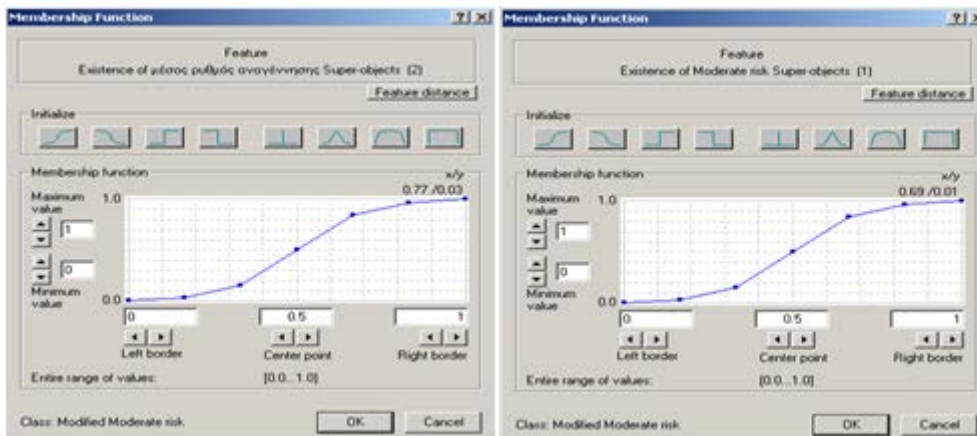 Membership Function
Feature
Existence of μέσος ρυθμός αναγέννησης Super-objects (2)
Feature distance
Initialize
Membership function
x/y
0.77 /0.03
Maximum
value
1.0
1
0
Minimum
value
0.0
0
0.5
1
Left border
Center point
Right border
Entire range of values:
[0.0...1.0]
Class: Modified Moderate risk
OK
Cancel
Membership Function
Feature
Existence of Moderate risk Super-objects (1)
Feature distance
Initialize
Membership function
x/y
0.69 /0.01
Maximum
value
1.0
1
0
Minimum
value
0.0
0
0.5
1
Left border
Center point
Right border
Entire range of values:
[0.0...1.0]
Class: Modified Moderate risk
OK
Cancel